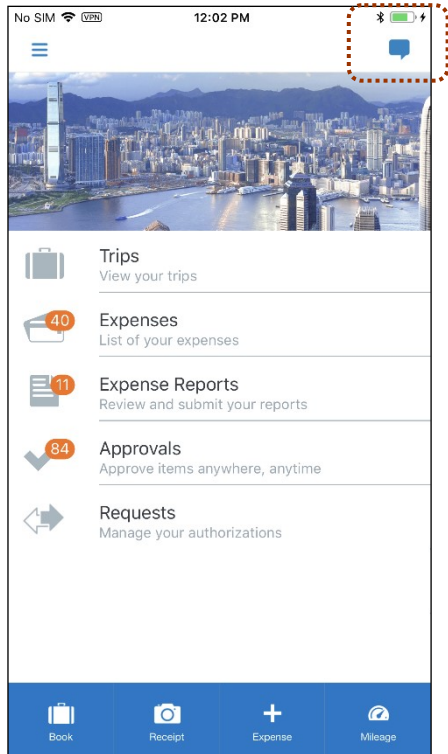 No SIM VPN 12:02 PM
Trips
View your trips
40
Expenses
List of your expenses
11
Expense Reports
Review and submit your reports
84
Approvals
Approve items anywhere, anytime
Requests
Manage your authorizations
Book Receipt Expense Mileage